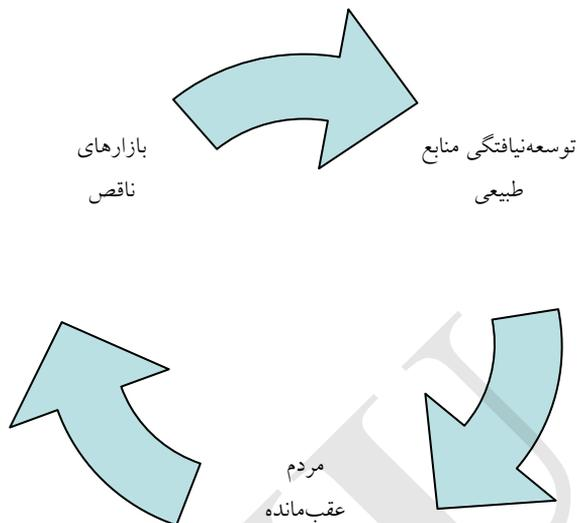 بازارهای
ناقص
توسعه‌نیافتگی منابع
طبیعی
مردم
عقب‌مانده